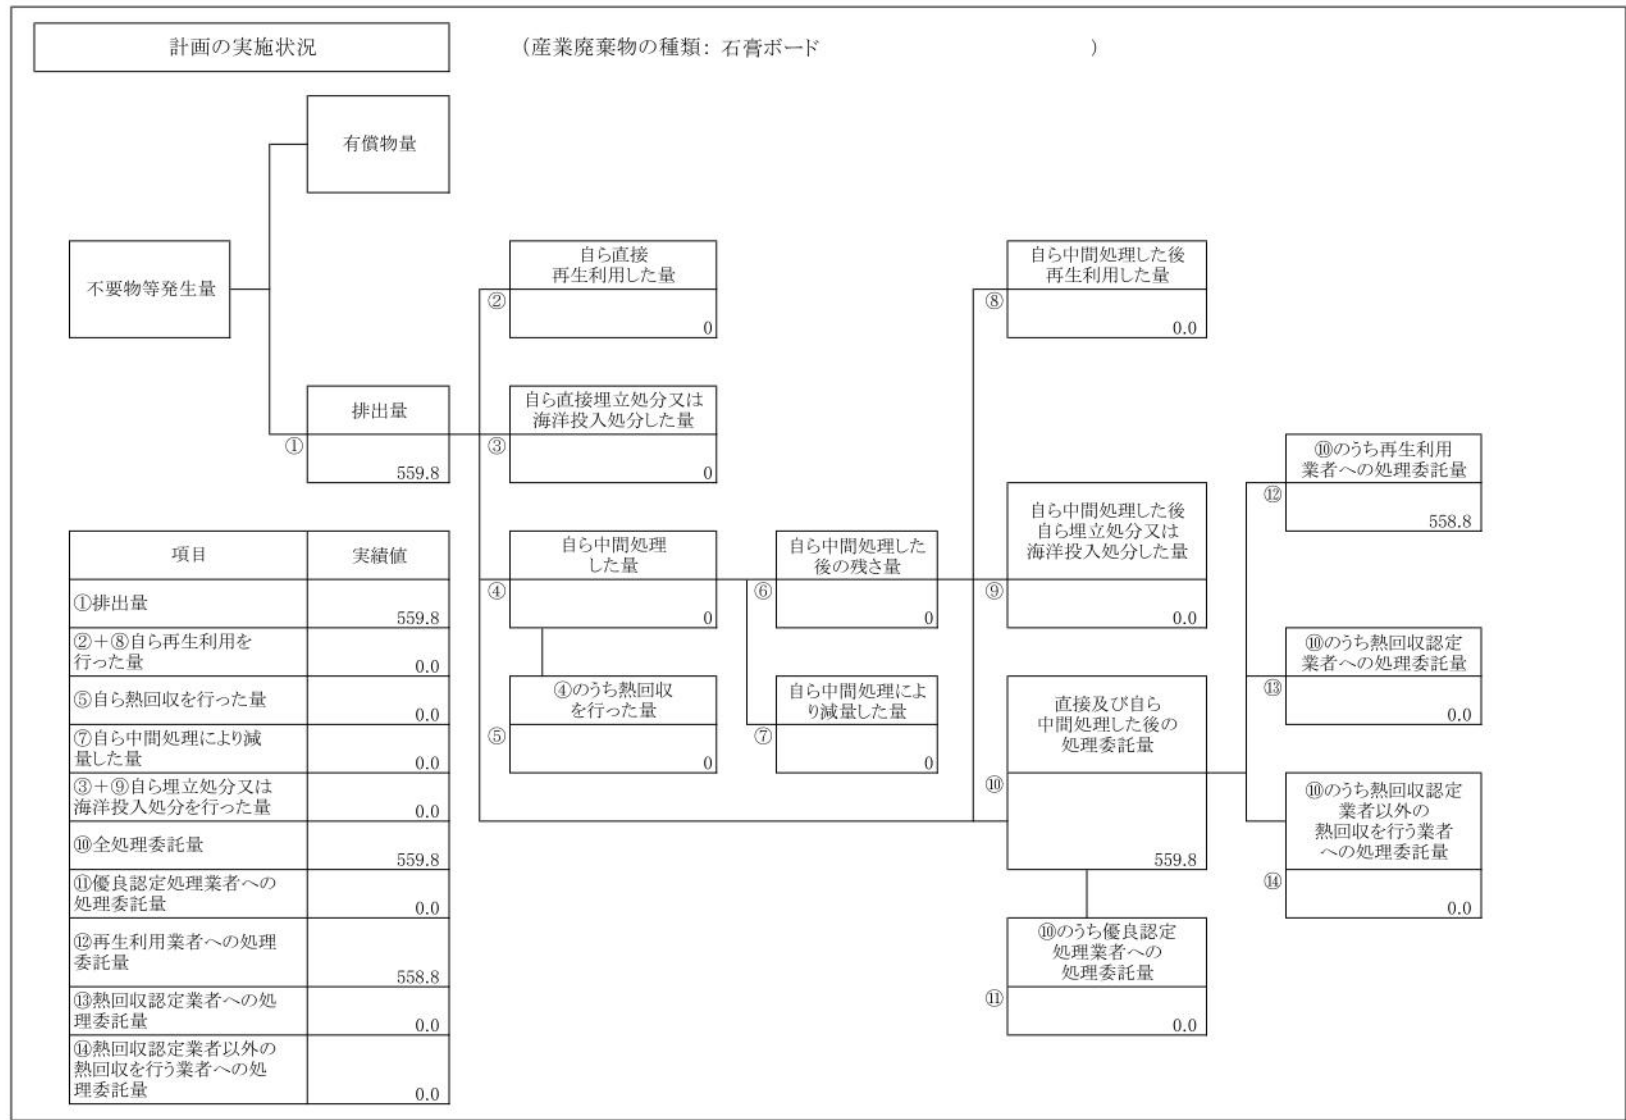 計画の実施状況
（産業廃棄物の種類：石膏ボード　　　　　　　　　　　　　　）
有償物量
不要物等発生量
自ら直接
再生利用した量
②
0
自ら中間処理した後
再生利用した量
⑧
0.0
排出量
①
559.8
自ら直接埋立処分又は
海洋投入処分した量
③
0
⑩のうち再生利用
業者への処理委託量
⑫
558.8
自ら中間処理した後
自ら埋立処分又は
海洋投入処分した量
⑨
0.0
自ら中間処理
した量
④
0
自ら中間処理した
後の残さ量
⑥
0
⑩のうち熱回収認定
業者への処理委託量
⑬
0.0
④のうち熱回収
を行った量
⑤
0
自ら中間処理によ
り減量した量
⑦
0
直接及び自ら
中間処理した後の
処理委託量
⑩
559.8
⑩のうち熱回収認定
業者以外の
熱回収を行う業者
への処理委託量
⑭
0.0
⑩のうち優良認定
処理業者への
処理委託量
⑪
0.0
項目
実績値
①排出量
559.8
②＋⑧自ら再生利用を
行った量
0.0
⑤自ら熱回収を行った量
0.0
⑦自ら中間処理により減
量した量
0.0
③＋⑨自ら埋立処分又は
海洋投入処分を行った量
0.0
⑩全処理委託量
559.8
⑪優良認定処理業者への
処理委託量
0.0
⑫再生利用業者への処理
委託量
558.8
⑬熱回収認定業者への処
理委託量
0.0
⑭熱回収認定業者以外の
熱回収を行う業者への処
理委託量
0.0